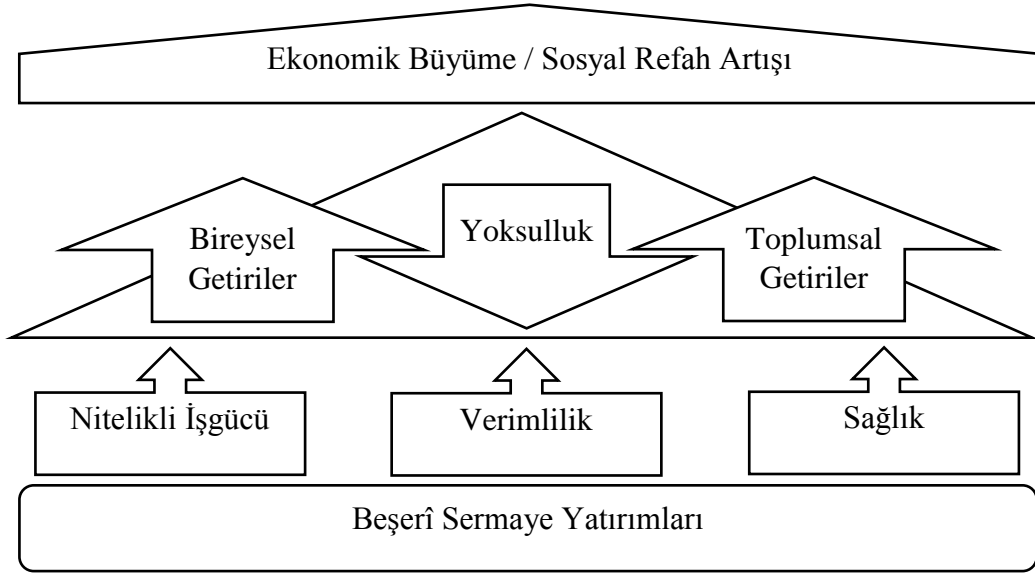 Ekonomik Büyüme / Sosyal Refah Artışı
Bireysel
Getiriler
Yoksulluk
Toplumsal
Getiriler
Nitelikli İşgücü
Verimlilik
Sağlık
Beşerî Sermaye Yatırımları